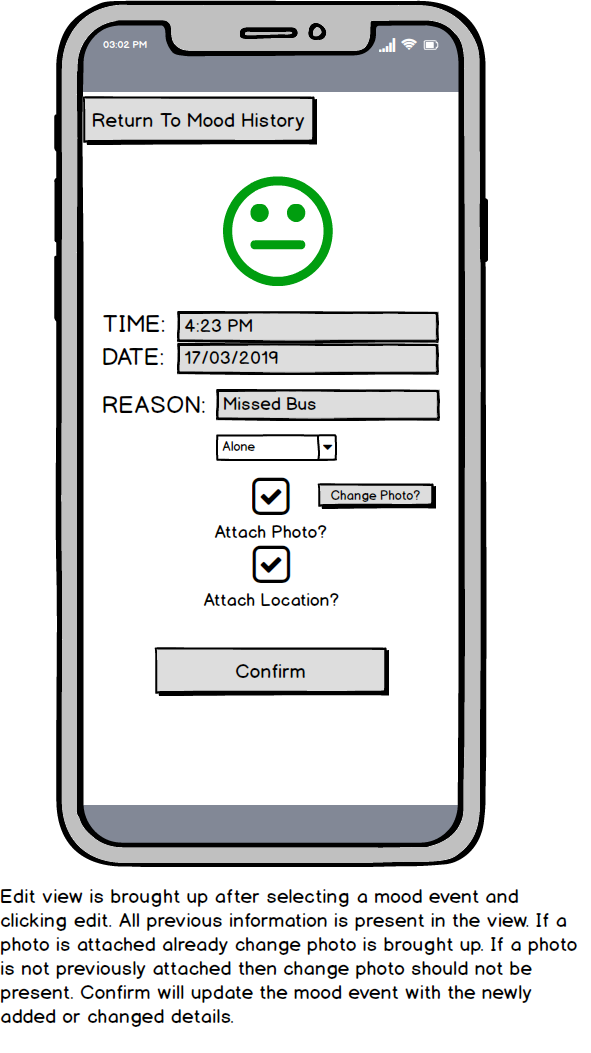 03:02 PM
Return To Mood History
TIME: 4:23 PM
DATE: 17/03/2019
REASON: Missed Bus
Alone
Change Photo?
Attach Photo?
Attach Location?
Confirm
Edit view is brought up after selecting a mood event and
clicking edit. All previous information is present in the view. If a
photo is attached already change photo is brought up. If a photo
is not previously attached then change photo should not be
present. Confirm will update the mood event with the newly
added or changed details.